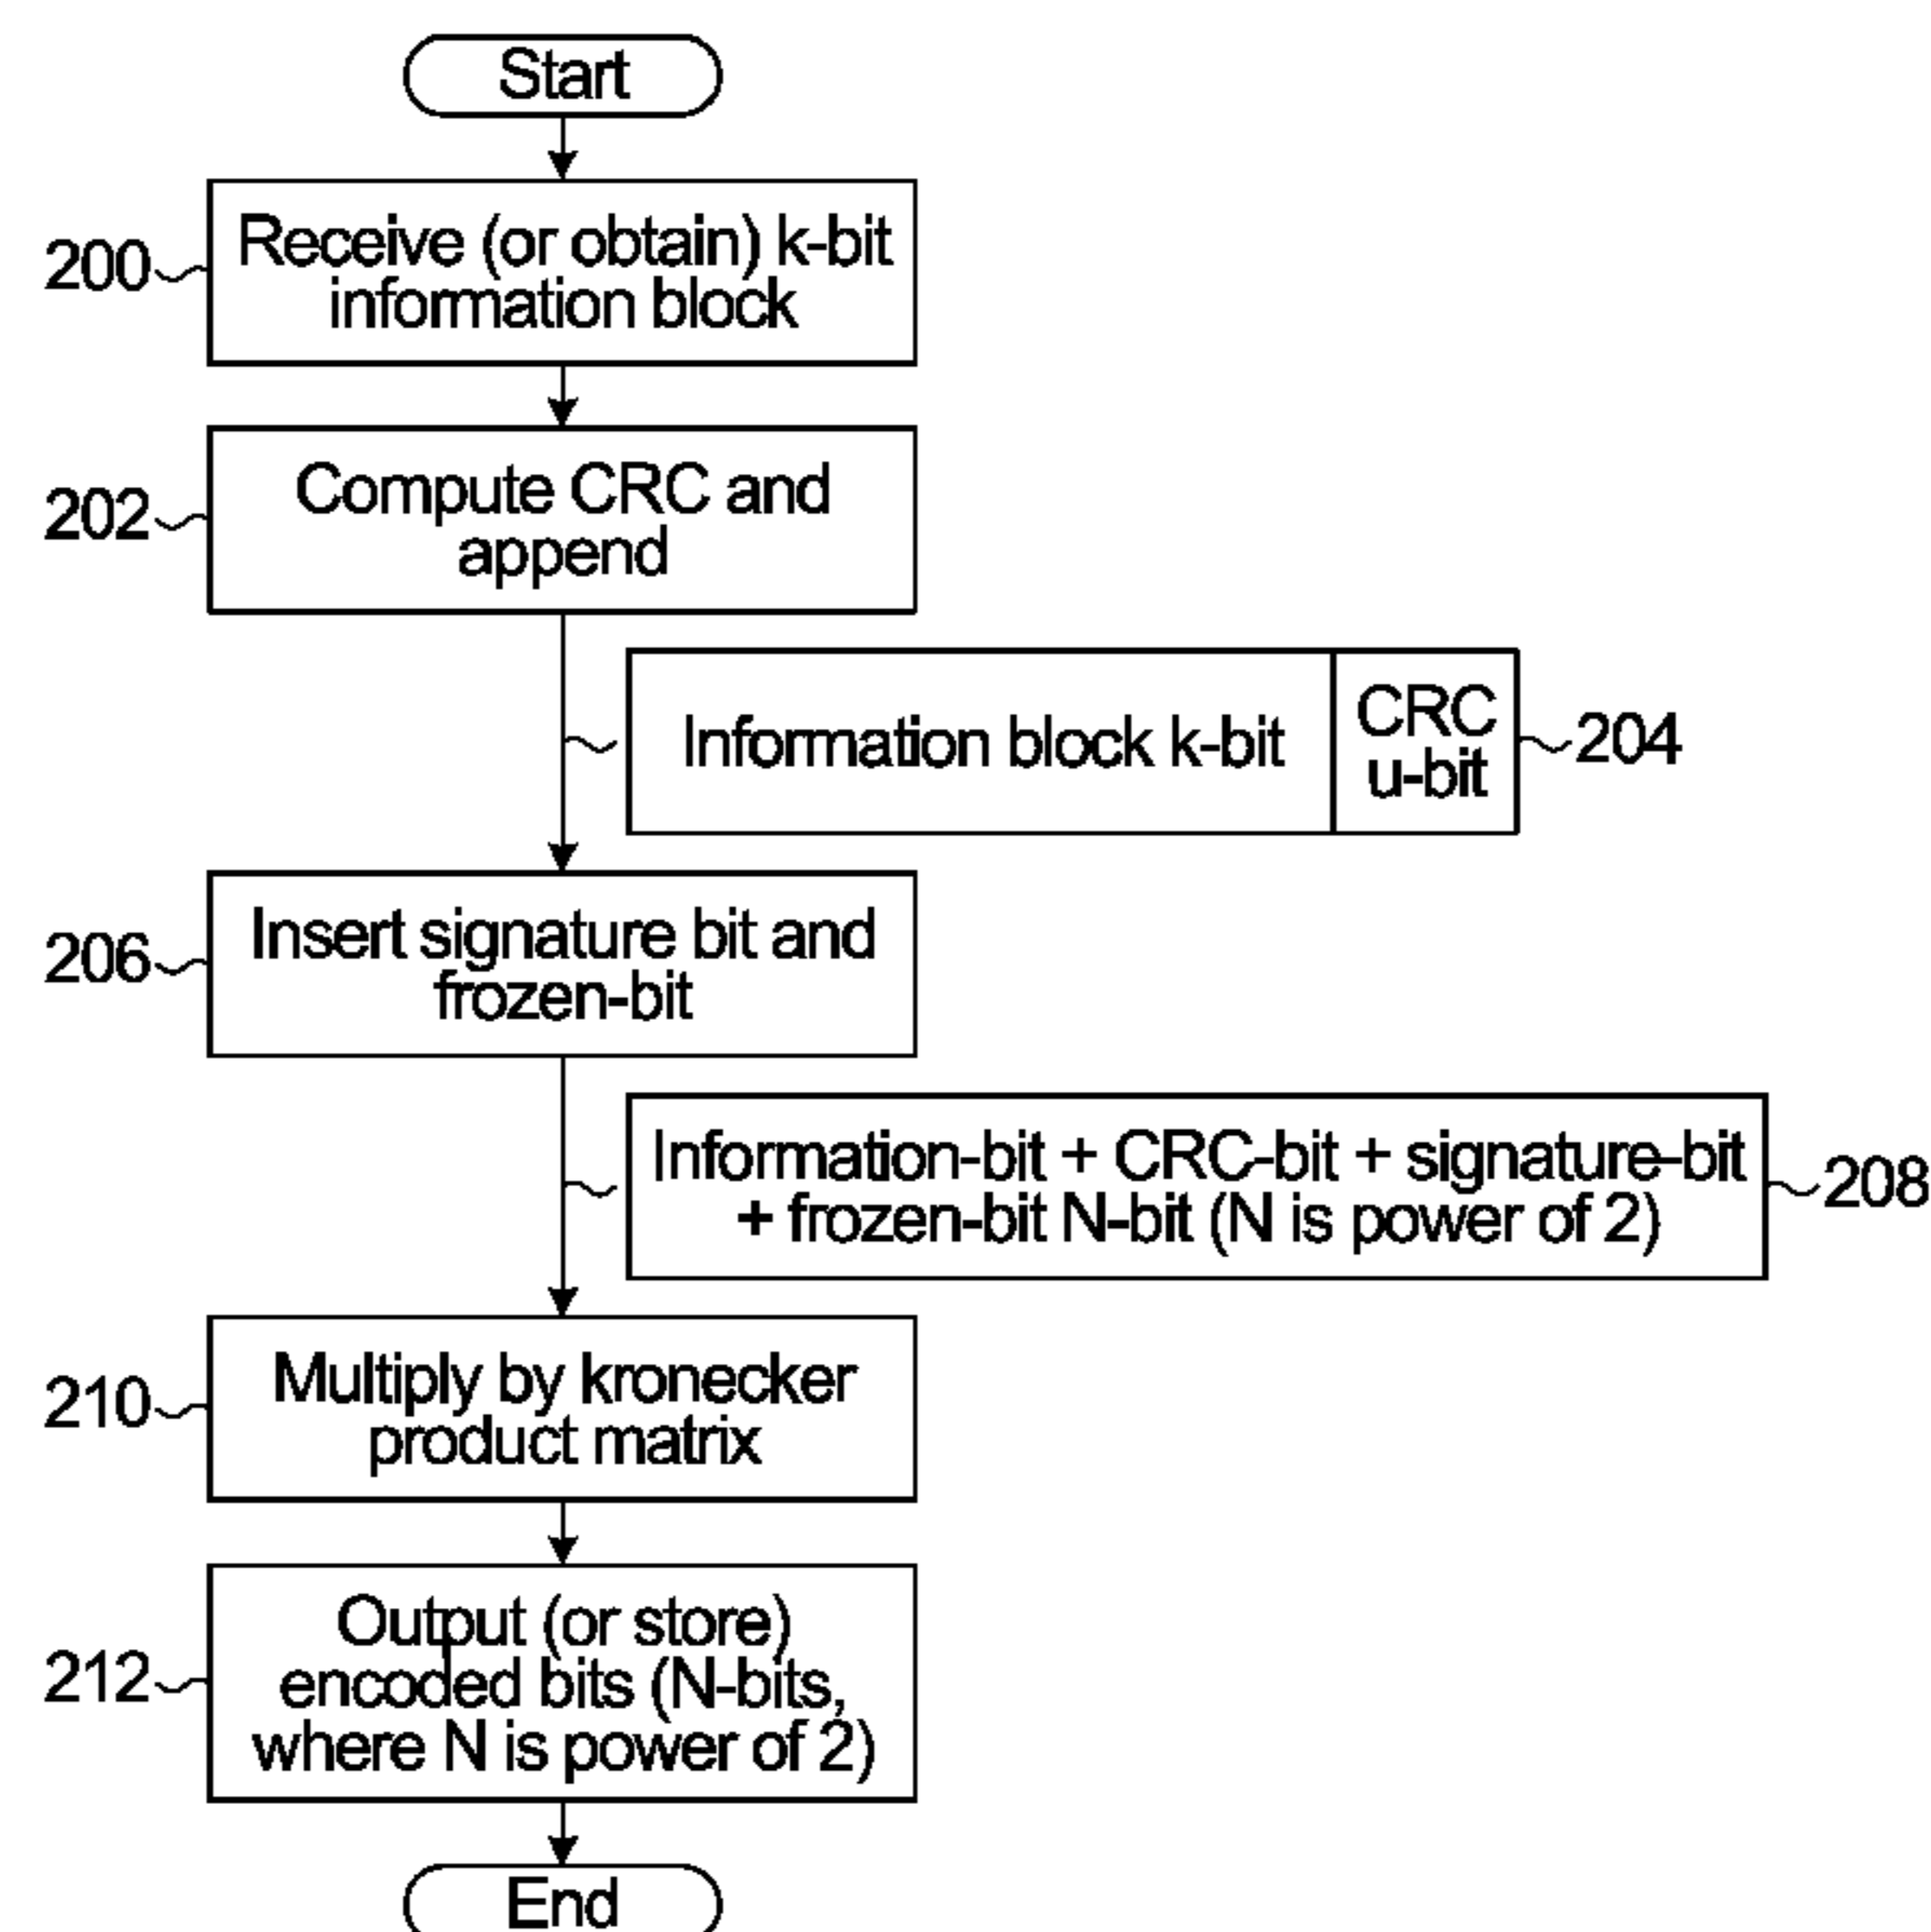 Start
200
Receive (or obtain) k-bit
information block
202
Compute CRC and
append
Information block k-bit
CRC
u-bit
204
206
Insert signature bit and
frozen-bit
Information-bit + CRC-bit + signature-bit
+ frozen-bit N-bit (N is power of 2)
208
210
Multiply by kronecker
product matrix
212
Output (or store)
encoded bits (N-bits,
where N is power of 2)
End